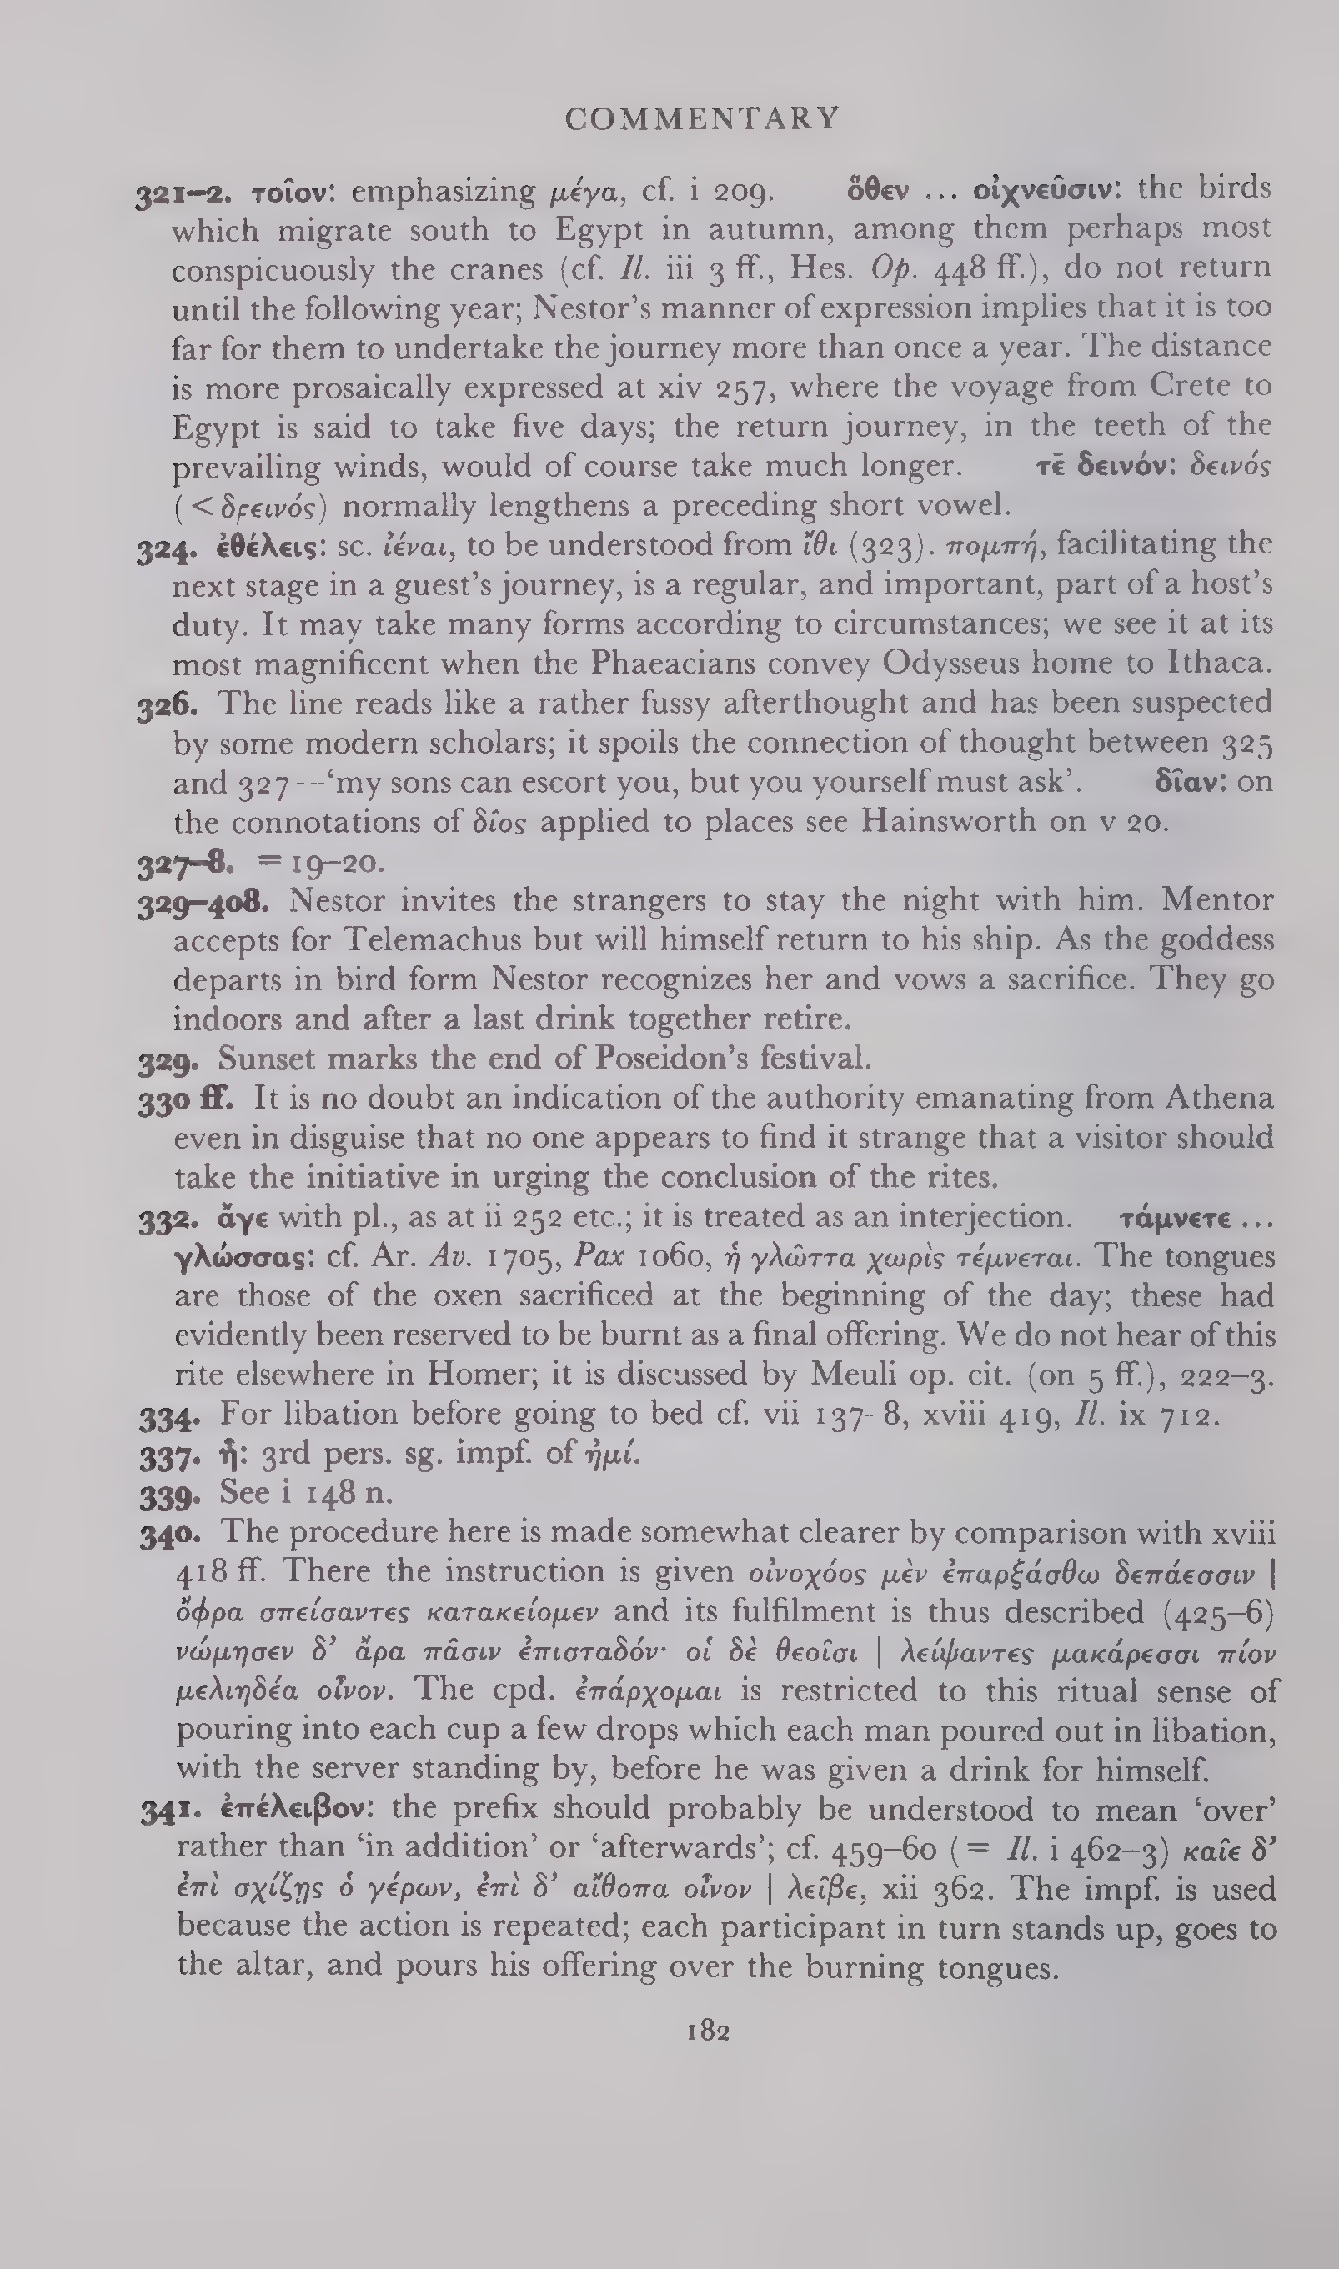 COMMENTARY
321–2. τοῖον: emphasizing μέγα, cf. i 209. ὅθεν ... οἰχνεῦσιν: the birds
which migrate south to Egypt in autumn, among them perhaps most
conspicuously the cranes (cf. Il. iii 3 ff., Hes. Op. 448 ff.), do not return
until the following year; Nestor’s manner of expression implies that it is too
far for them to undertake the journey more than once a year. The distance
is more prosaically expressed at xiv 257, where the voyage from Crete to
Egypt is said to take five days; the return journey, in the teeth of the
prevailing winds, would of course take much longer. τε̄ δεινόν: δεινός
(< δϝεινός) normally lengthens a preceding short vowel.
324. ἐθέλεις: sc. ἰέναι, to be understood from ἴθι (323). πομπή, facilitating the
next stage in a guest’s journey, is a regular, and important, part of a host’s
duty. It may take many forms according to circumstances; we see it at its
most magnificent when the Phaeacians convey Odysseus home to Ithaca.
326. The line reads like a rather fussy afterthought and has been suspected
by some modern scholars; it spoils the connection of thought between 325
and 327—‘my sons can escort you, but you yourself must ask’. δῖαν: on
the connotations of δῖος applied to places see Hainsworth on v 20.
327–8. = 19–20.
329–408. Nestor invites the strangers to stay the night with him. Mentor
accepts for Telemachus but will himself return to his ship. As the goddess
departs in bird form Nestor recognizes her and vows a sacrifice. They go
indoors and after a last drink together retire.
329. Sunset marks the end of Poseidon’s festival.
330 ff. It is no doubt an indication of the authority emanating from Athena
even in disguise that no one appears to find it strange that a visitor should
take the initiative in urging the conclusion of the rites.
332. ἄγε with pl., as at ii 252 etc.; it is treated as an interjection. τάμνετε ...
γλώσσας: cf. Ar. Av. 1705, Pax 1060, ἡ γλῶττα χωρὶς τέμνεται. The tongues
are those of the oxen sacrificed at the beginning of the day; these had
evidently been reserved to be burnt as a final offering. We do not hear of this
rite elsewhere in Homer; it is discussed by Meuli op. cit. (on 5 ff.), 222–3.
334. For libation before going to bed cf. vii 137–8, xviii 419, Il. ix 712.
337. ἦ: 3rd pers. sg. impf. of ἠμί.
339. See i 148 n.
340. The procedure here is made somewhat clearer by comparison with xviii
418 ff. There the instruction is given οἰνοχόος μὲν ἐπαρξάσθω δεπάεσσιν |
ὄφρα σπείσαντες κατακείομεν and its fulfilment is thus described (425–6)
νώμησεν δ’ ἄρα πᾶσιν ἐπισταδόν· οἱ δὲ θεοῖσι | λείψαντες μακάρεσσι πίον
μελιηδέα οἶνον. The cpd. ἐπάρχομαι is restricted to this ritual sense of
pouring into each cup a few drops which each man poured out in libation,
with the server standing by, before he was given a drink for himself.
341. ἐπέλειβον: the prefix should probably be understood to mean ‘over’
rather than ‘in addition’ or ‘afterwards’; cf. 459–60 (= Il. i 462–3) καῖε δ’
ἐπὶ σχίζῃς ὁ γέρων, ἐπὶ δ’ αἴθοπα οἶνον | λεῖβε, xii 362. The impf. is used
because the action is repeated; each participant in turn stands up, goes to
the altar, and pours his offering over the burning tongues.
182